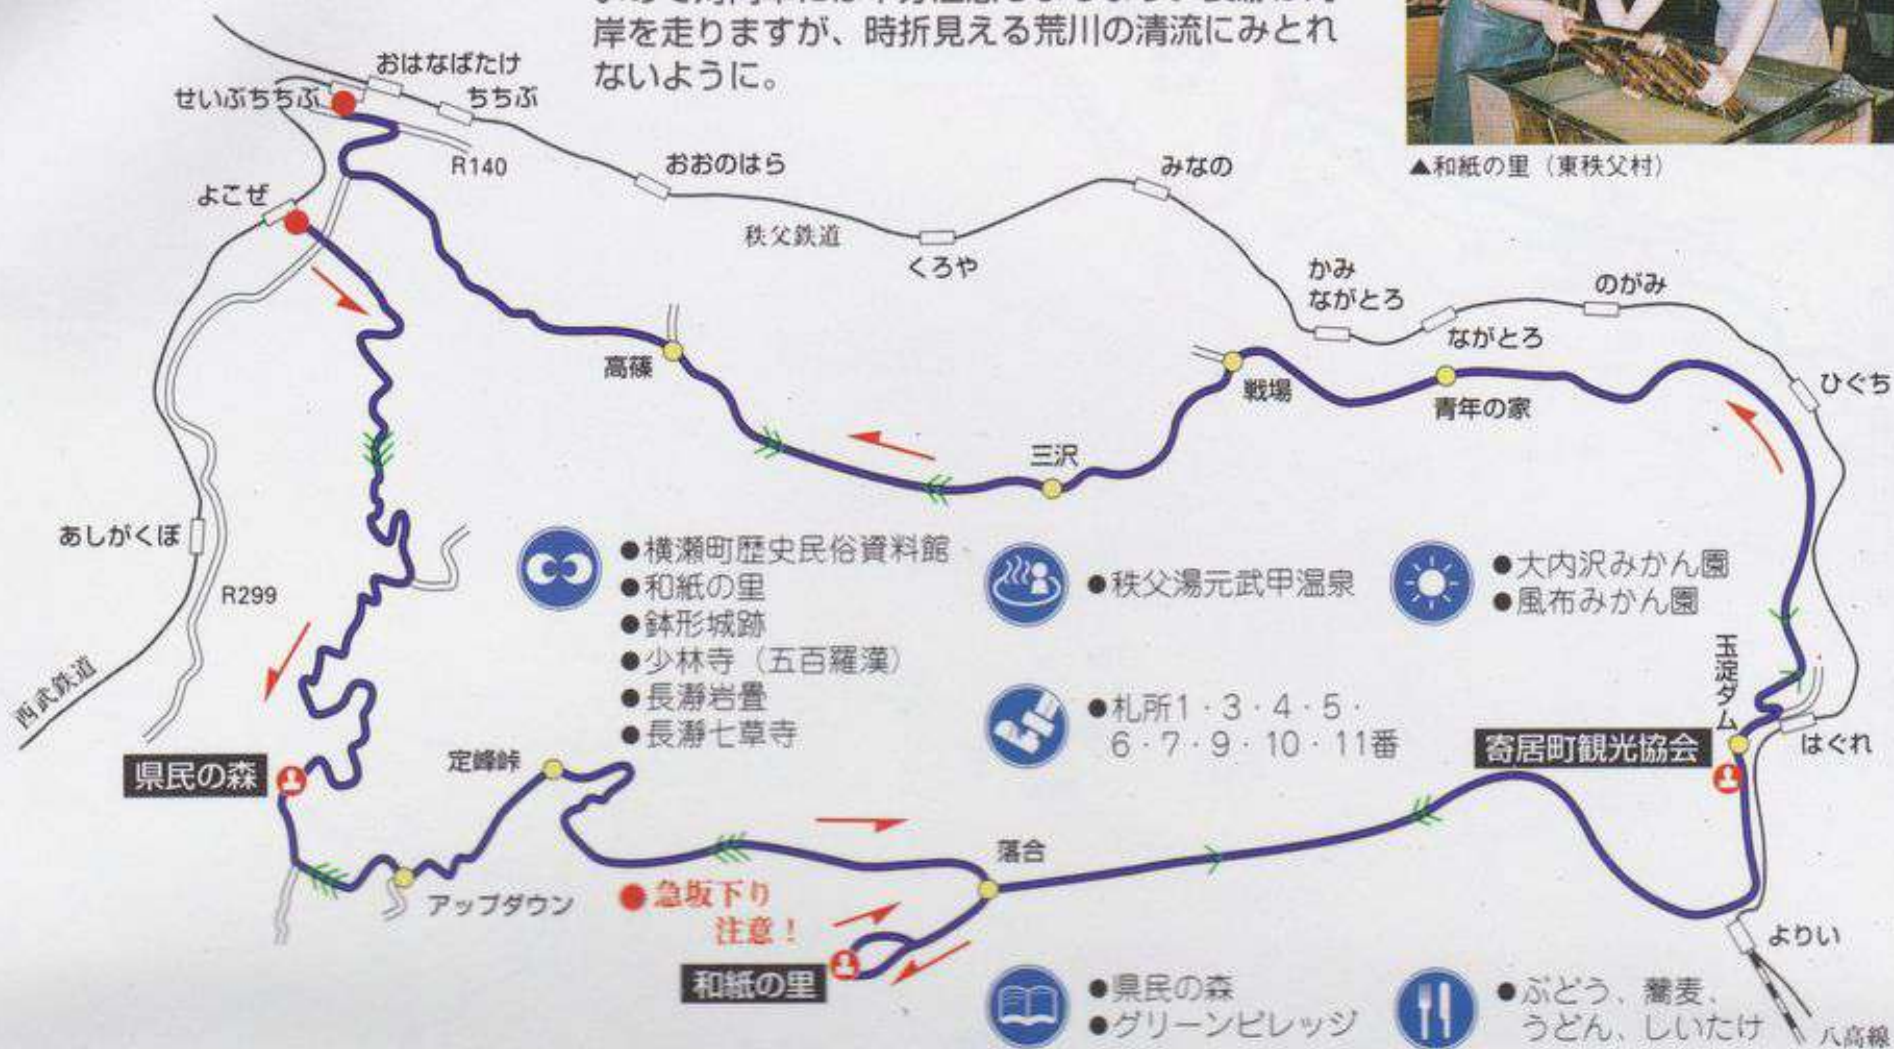 岸を走りますが、時折見える荒川の清流にみとれ
ないように。
▲和紙の里（東秩父村）
おはなばたけ
せいぶちちぶ
ちちぶ
R140
おおのはら
みなの
よこぜ
秩父鉄道
くろや
かみ
ながとろ
のがみ
ながとろ
ひぐち
高篠
戦場
青年の家
三沢
あしがくぼ
R299
西武鉄道
●横瀬町歴史民俗資料館
●和紙の里
●鉢形城跡
●少林寺（五百羅漢）
●長瀞岩畳
●長瀞七草寺
●秩父湯元武甲温泉
●大内沢みかん園
●風布みかん園
●札所1・3・4・5・
6・7・9・10・11番
玉淀ダム
はぐれ
寄居町観光協会
県民の森
定峰峠
落合
アップダウン
●急坂下り
注意！
和紙の里
よりい
●県民の森
●グリーンビレッジ
●ぶどう、蕎麦、
うどん、しいたけ
八高線